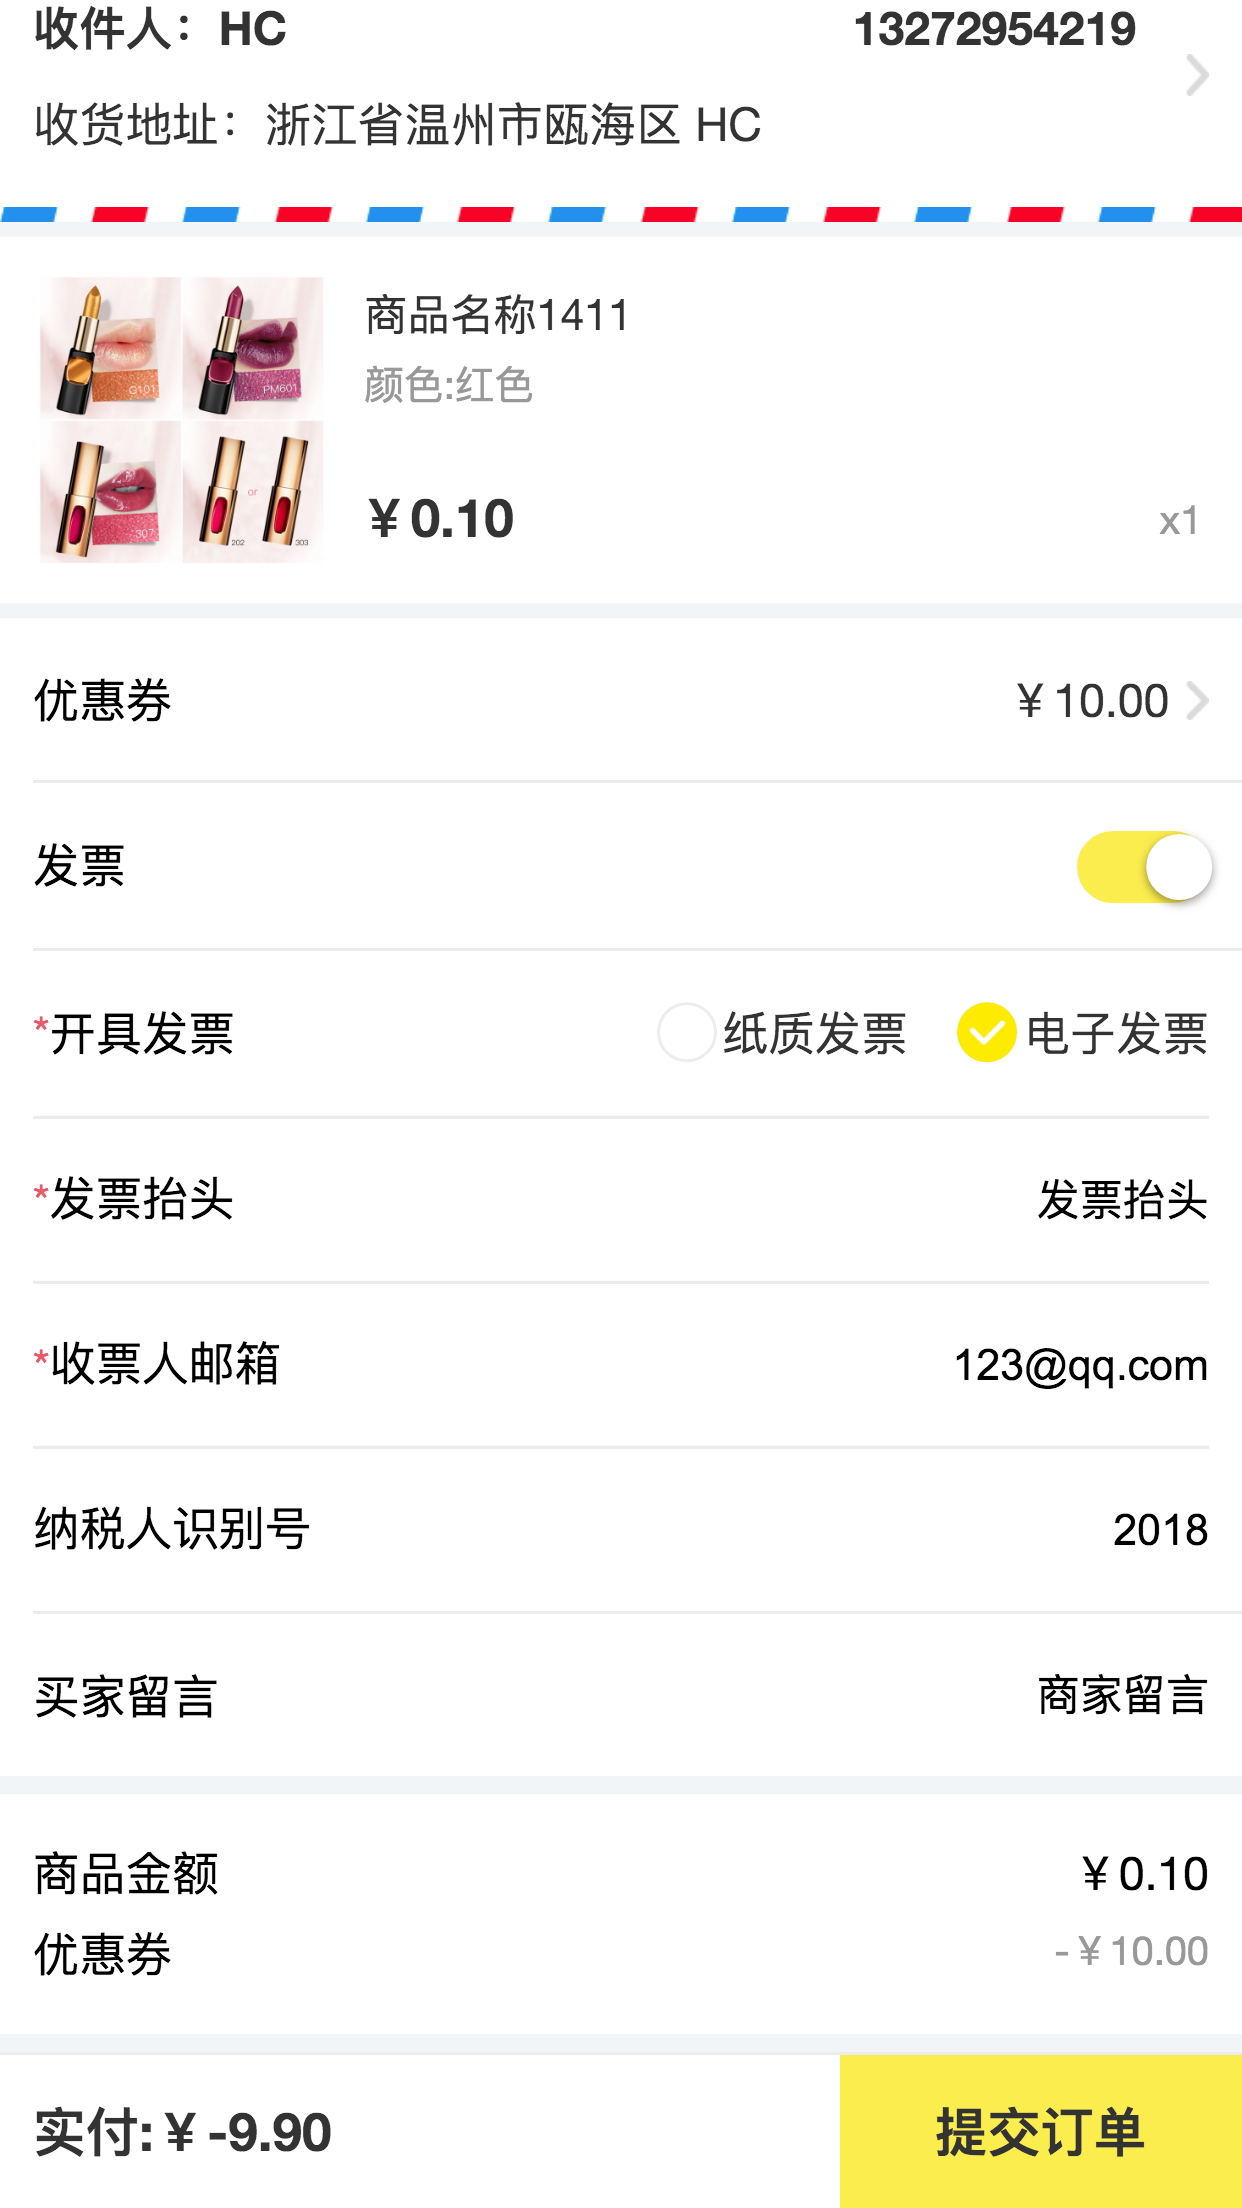 收件人：HC 13272954219
收货地址：浙江省温州市瓯海区 HC
商品名称1411
颜色:红色
G101
PM601
307
or
202
303
¥0.10 x1
优惠券 ¥10.00
发票
*开具发票 纸质发票 电子发票
*发票抬头 发票抬头
*收票人邮箱 123@qq.com
纳税人识别号 2018
买家留言 商家留言
商品金额 ¥0.10
优惠券 -¥10.00
实付:¥-9.90 提交订单